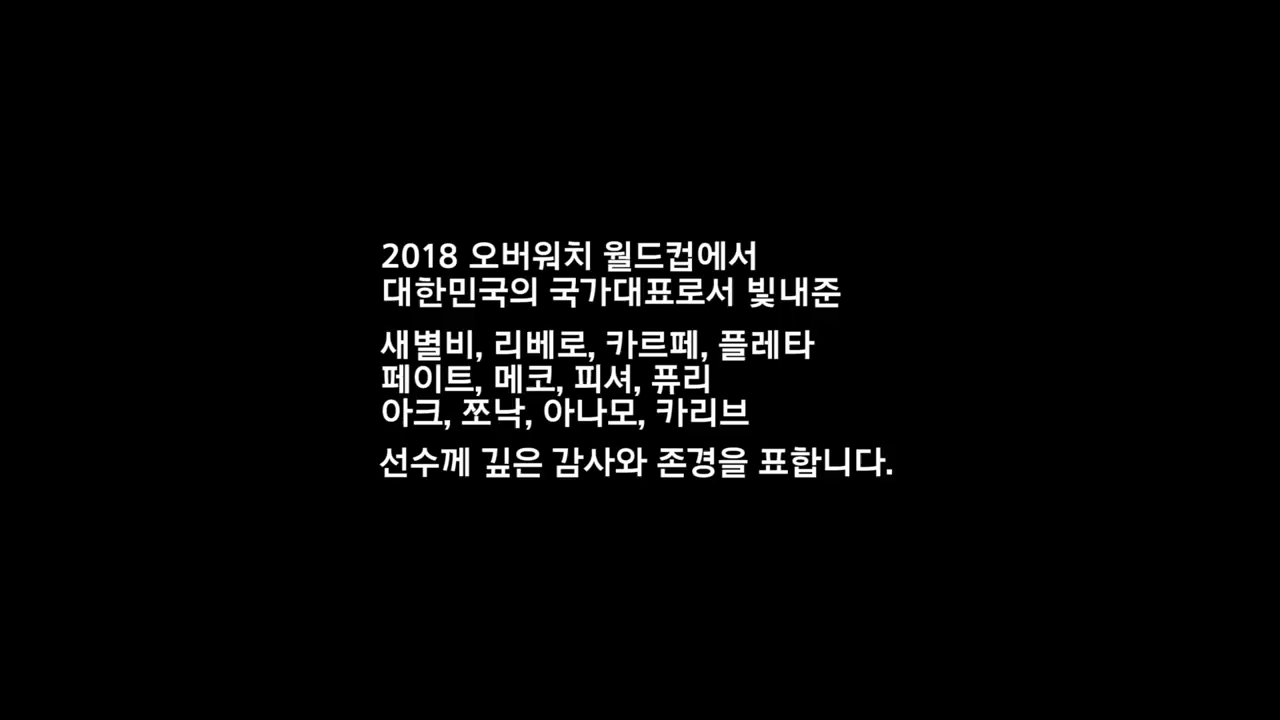 2018 오버워치 월드컵에서
대한민국의 국가대표로서 빛내준
새별비, 리베로, 카르페, 플레타
페이트, 메코, 피셔, 퓨리
아크, 쪼낙, 아나모, 카리브
선수께 깊은 감사와 존경을 표합니다.